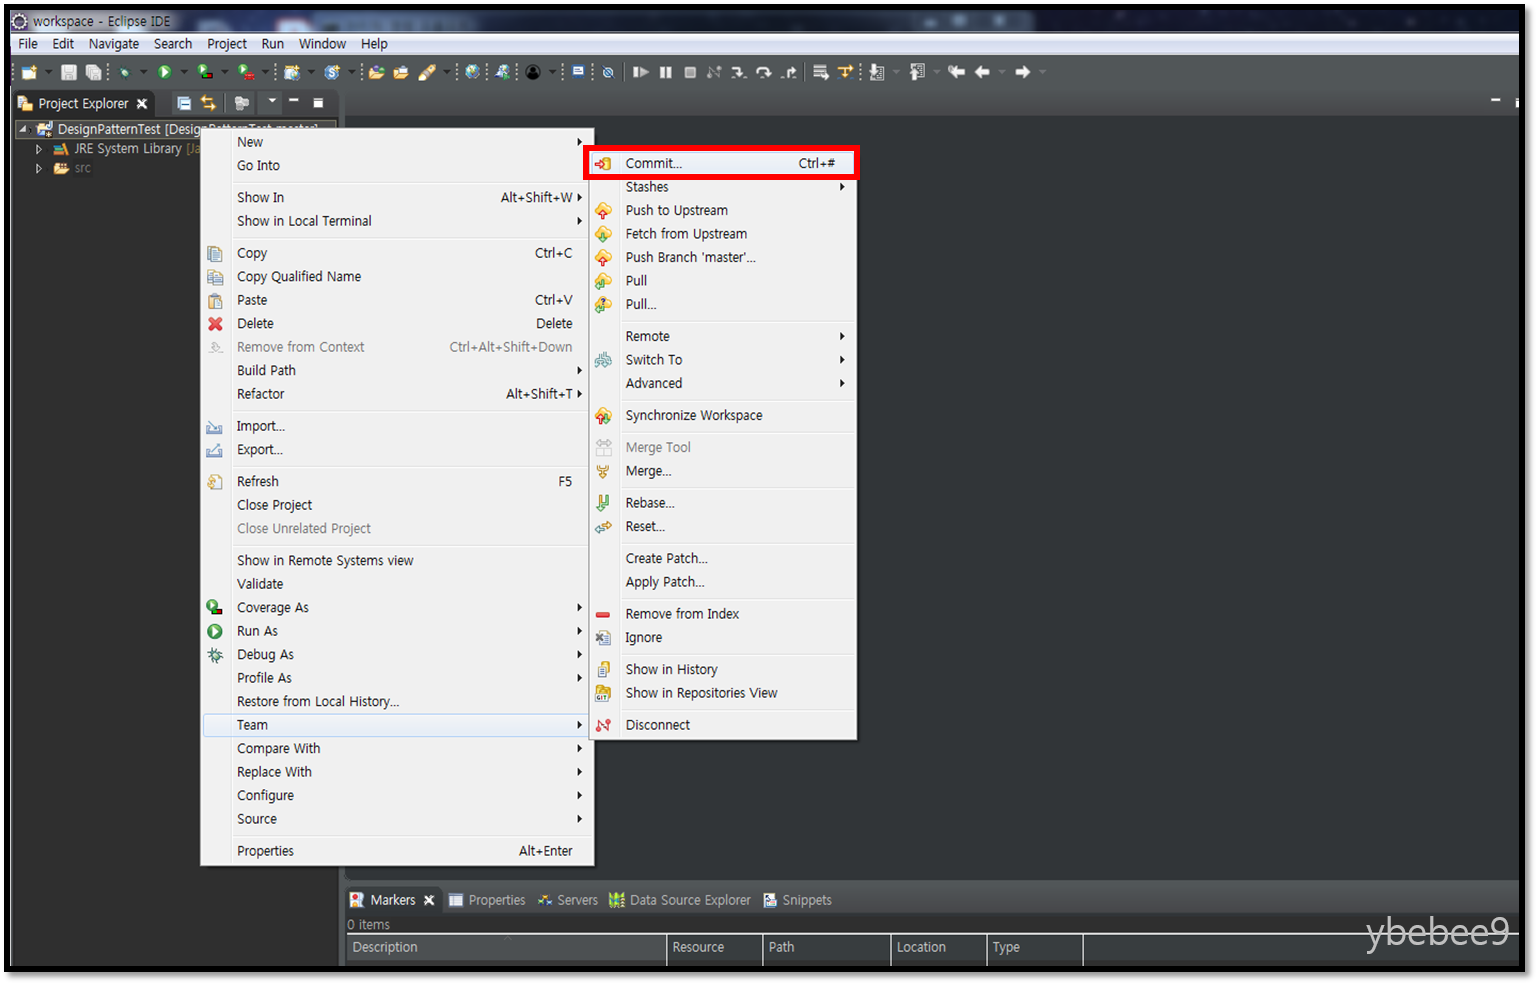 workspace - Eclipse IDE
File Edit Navigate Search Project Run Window Help
Project Explorer
DesignPatternTest [DesignPatternTest master]
JRE System Library [Ja
src
New
Go Into
Show In Alt+Shift+W
Show in Local Terminal
Copy Ctrl+C
Copy Qualified Name
Paste Ctrl+V
Delete Delete
Remove from Context Ctrl+Alt+Shift+Down
Build Path
Refactor Alt+Shift+T
Import...
Export...
Refresh F5
Close Project
Close Unrelated Project
Show in Remote Systems view
Validate
Coverage As
Run As
Debug As
Profile As
Restore from Local History...
Team
Compare With
Replace With
Configure
Source
Properties Alt+Enter
Commit... Ctrl+#
Stashes
Push to Upstream
Fetch from Upstream
Push Branch 'master'...
Pull
Pull...
Remote
Switch To
Advanced
Synchronize Workspace
Merge Tool
Merge...
Rebase...
Reset...
Create Patch...
Apply Patch...
Remove from Index
Ignore
Show in History
GIT Show in Repositories View
Disconnect
Markers Properties Servers Data Source Explorer Snippets
0 items
Description Resource Path Location Type
ybebee9